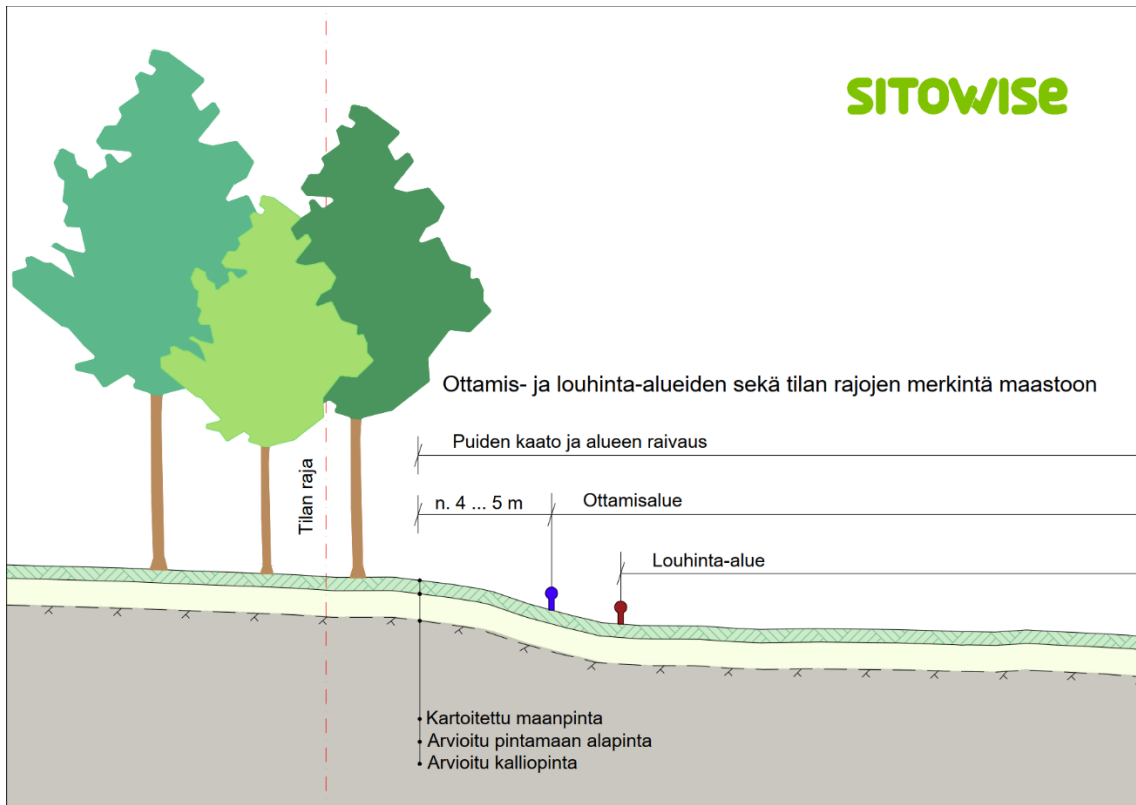 sitowise
Ottamis- ja louhinta-alueiden sekä tilan rajojen merkintä maastoon
Puiden kaato ja alueen raivaus
Tilan raja
n. 4 ... 5 m
Ottamisalue
Louhinta-alue
Kartoitettu maanpinta
Arvioitu pintamaan alapinta
Arvioitu kalliopinta